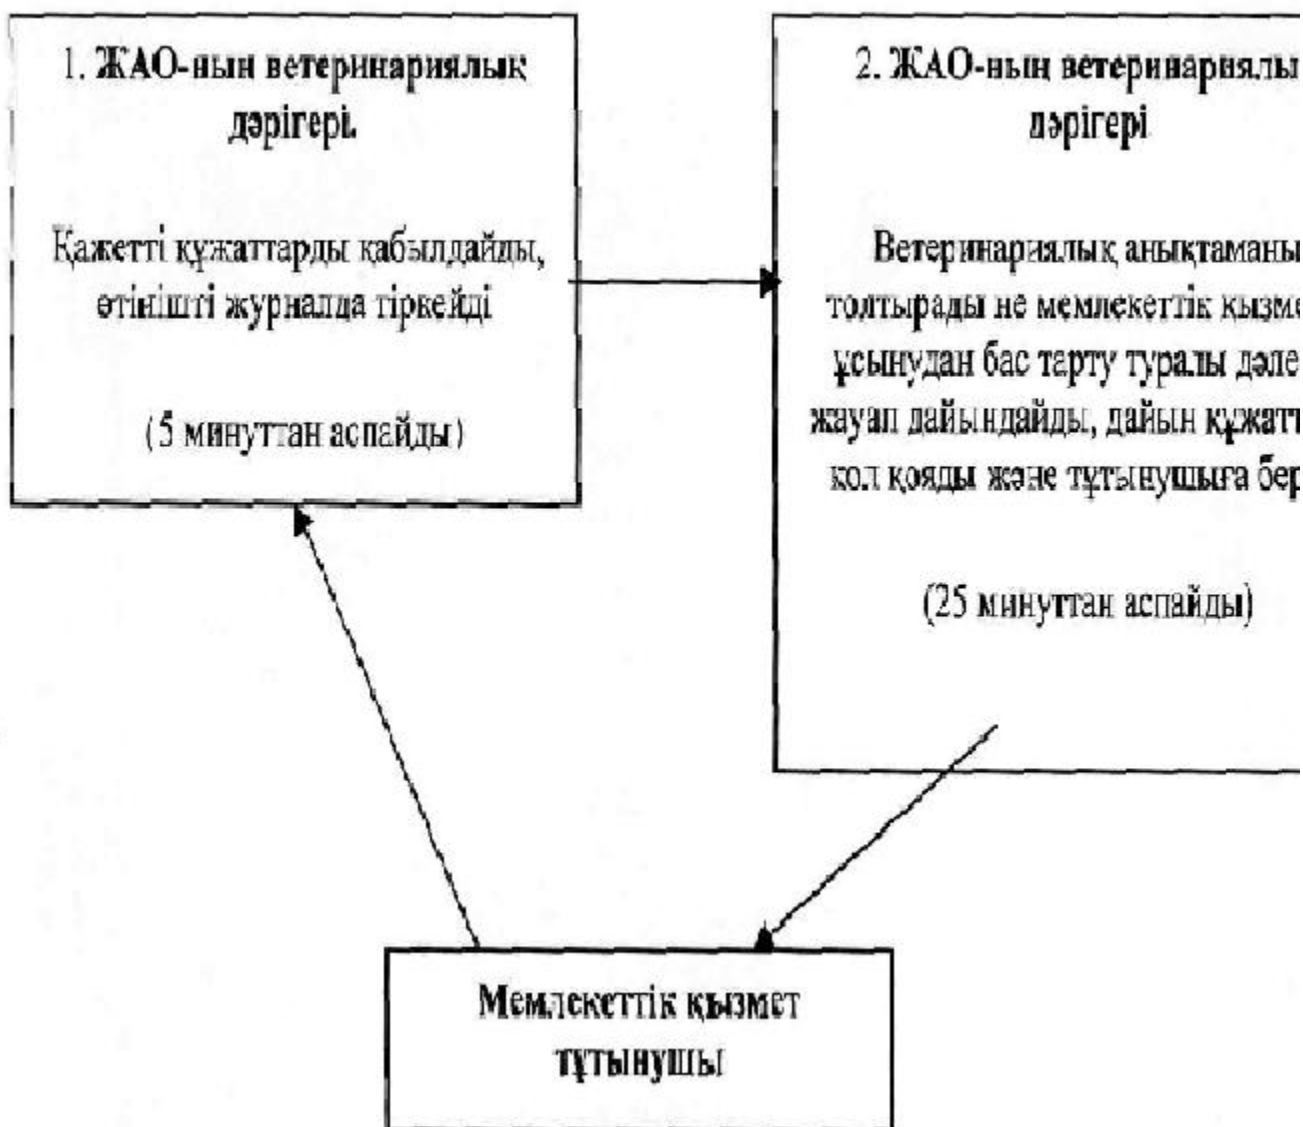 1. ЖАО-ның ветеринариялық
дәрігері.
Қажетті құжаттарды қабылдайды,
өтінішті журналда тіркейді
(5 минуттан аспайды)
2. ЖАО-ның ветеринариялы
дәрігері
Ветеринариялық анықтаманы
толтырады не мемлекеттік қызме
ұсынудан бас тарту туралы дәле
жауап дайындайды, дайын құжатт
қол қояды және тұтынушыға бер
(25 минуттан аспайды)
Мемлекеттік қызмет
тұтынушы